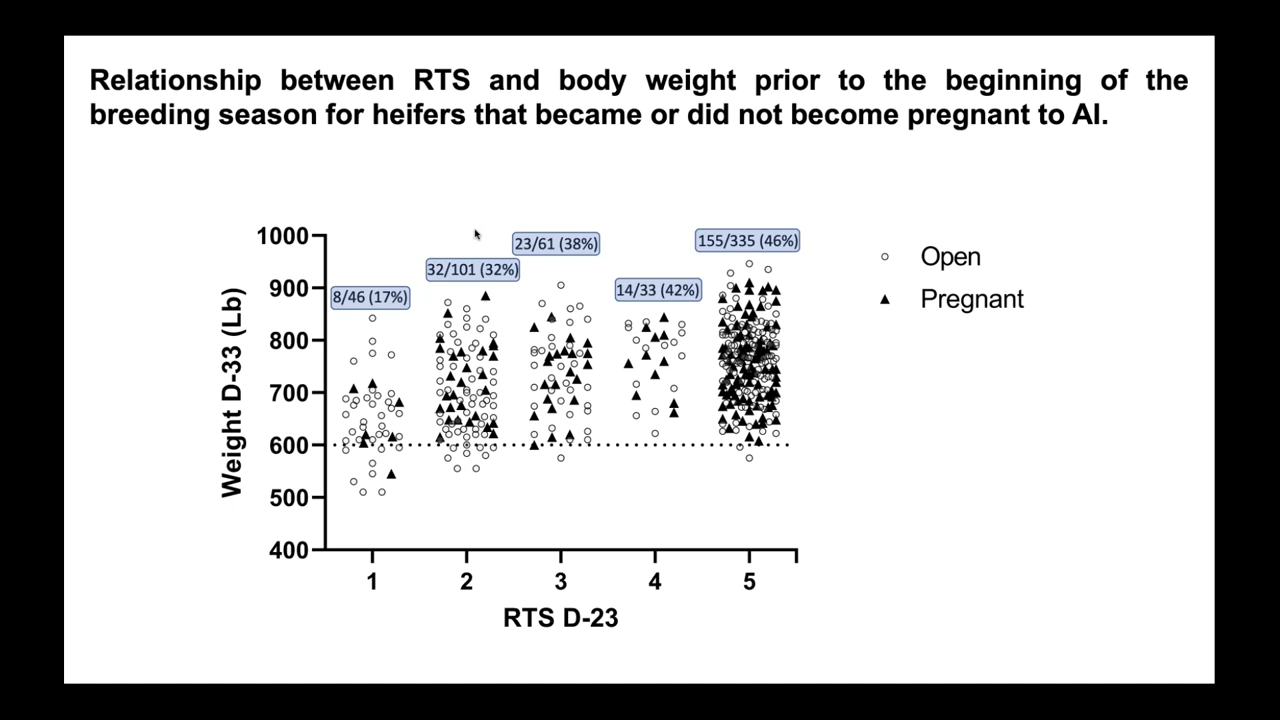 Relationship between RTS and body weight prior to the beginning of the
breeding season for heifers that became or did not become pregnant to AI.
1000
900
800
700
600
500
400
Weight D-33 (Lb)
8/46 (17%)
32/101 (32%)
23/61 (38%)
14/33 (42%)
155/335 (46%)
Open
Pregnant
1 2 3 4 5
RTS D-23